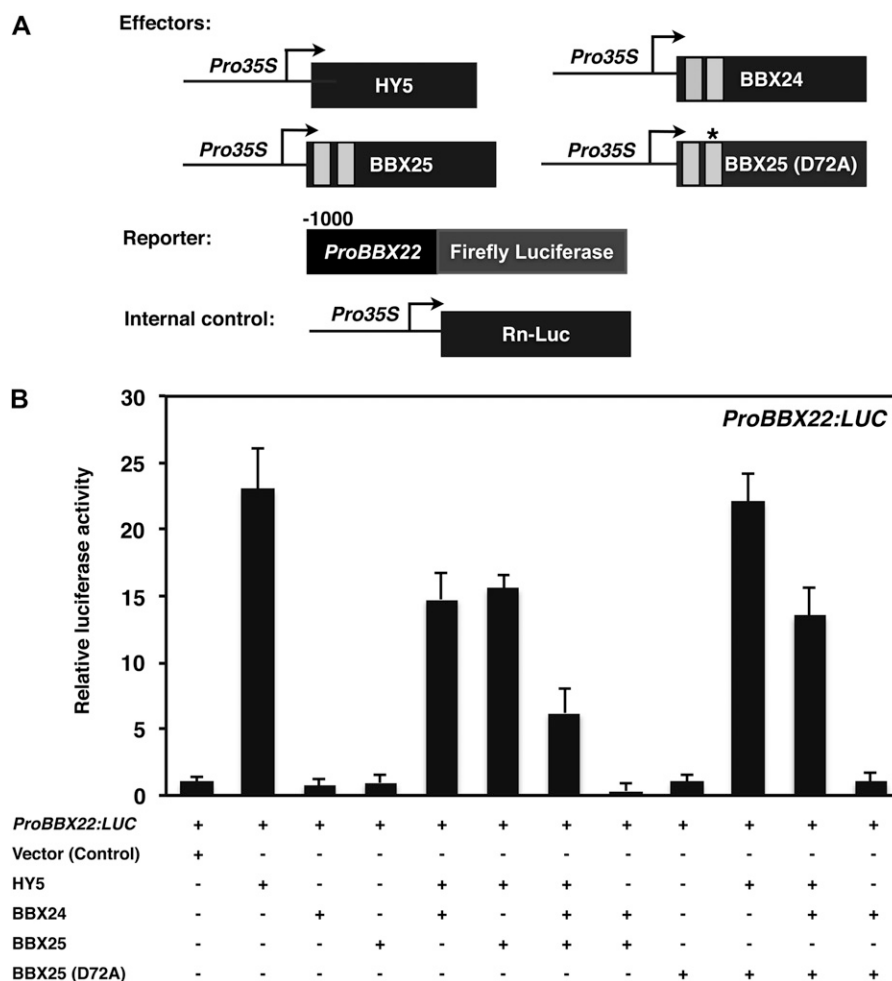 A
Effectors:
Pro35S HY5
Pro35S BBX24
Pro35S BBX25
* Pro35S BBX25 (D72A)
-1000
Reporter: ProBBX22 Firefly Luciferase
Internal control: Pro35S Rn-Luc
B
ProBBX22:LUC
Relative luciferase activity
30
25
20
15
10
5
0
ProBBX22:LUC + + + + + + + + + + + +
Vector (Control) + - - - - - - - - - - -
HY5 - + - - + + + - - + + -
BBX24 - - + - + - + + - - + +
BBX25 - - - + - + + + - - - -
BBX25 (D72A) - - - - - - - - + + + +